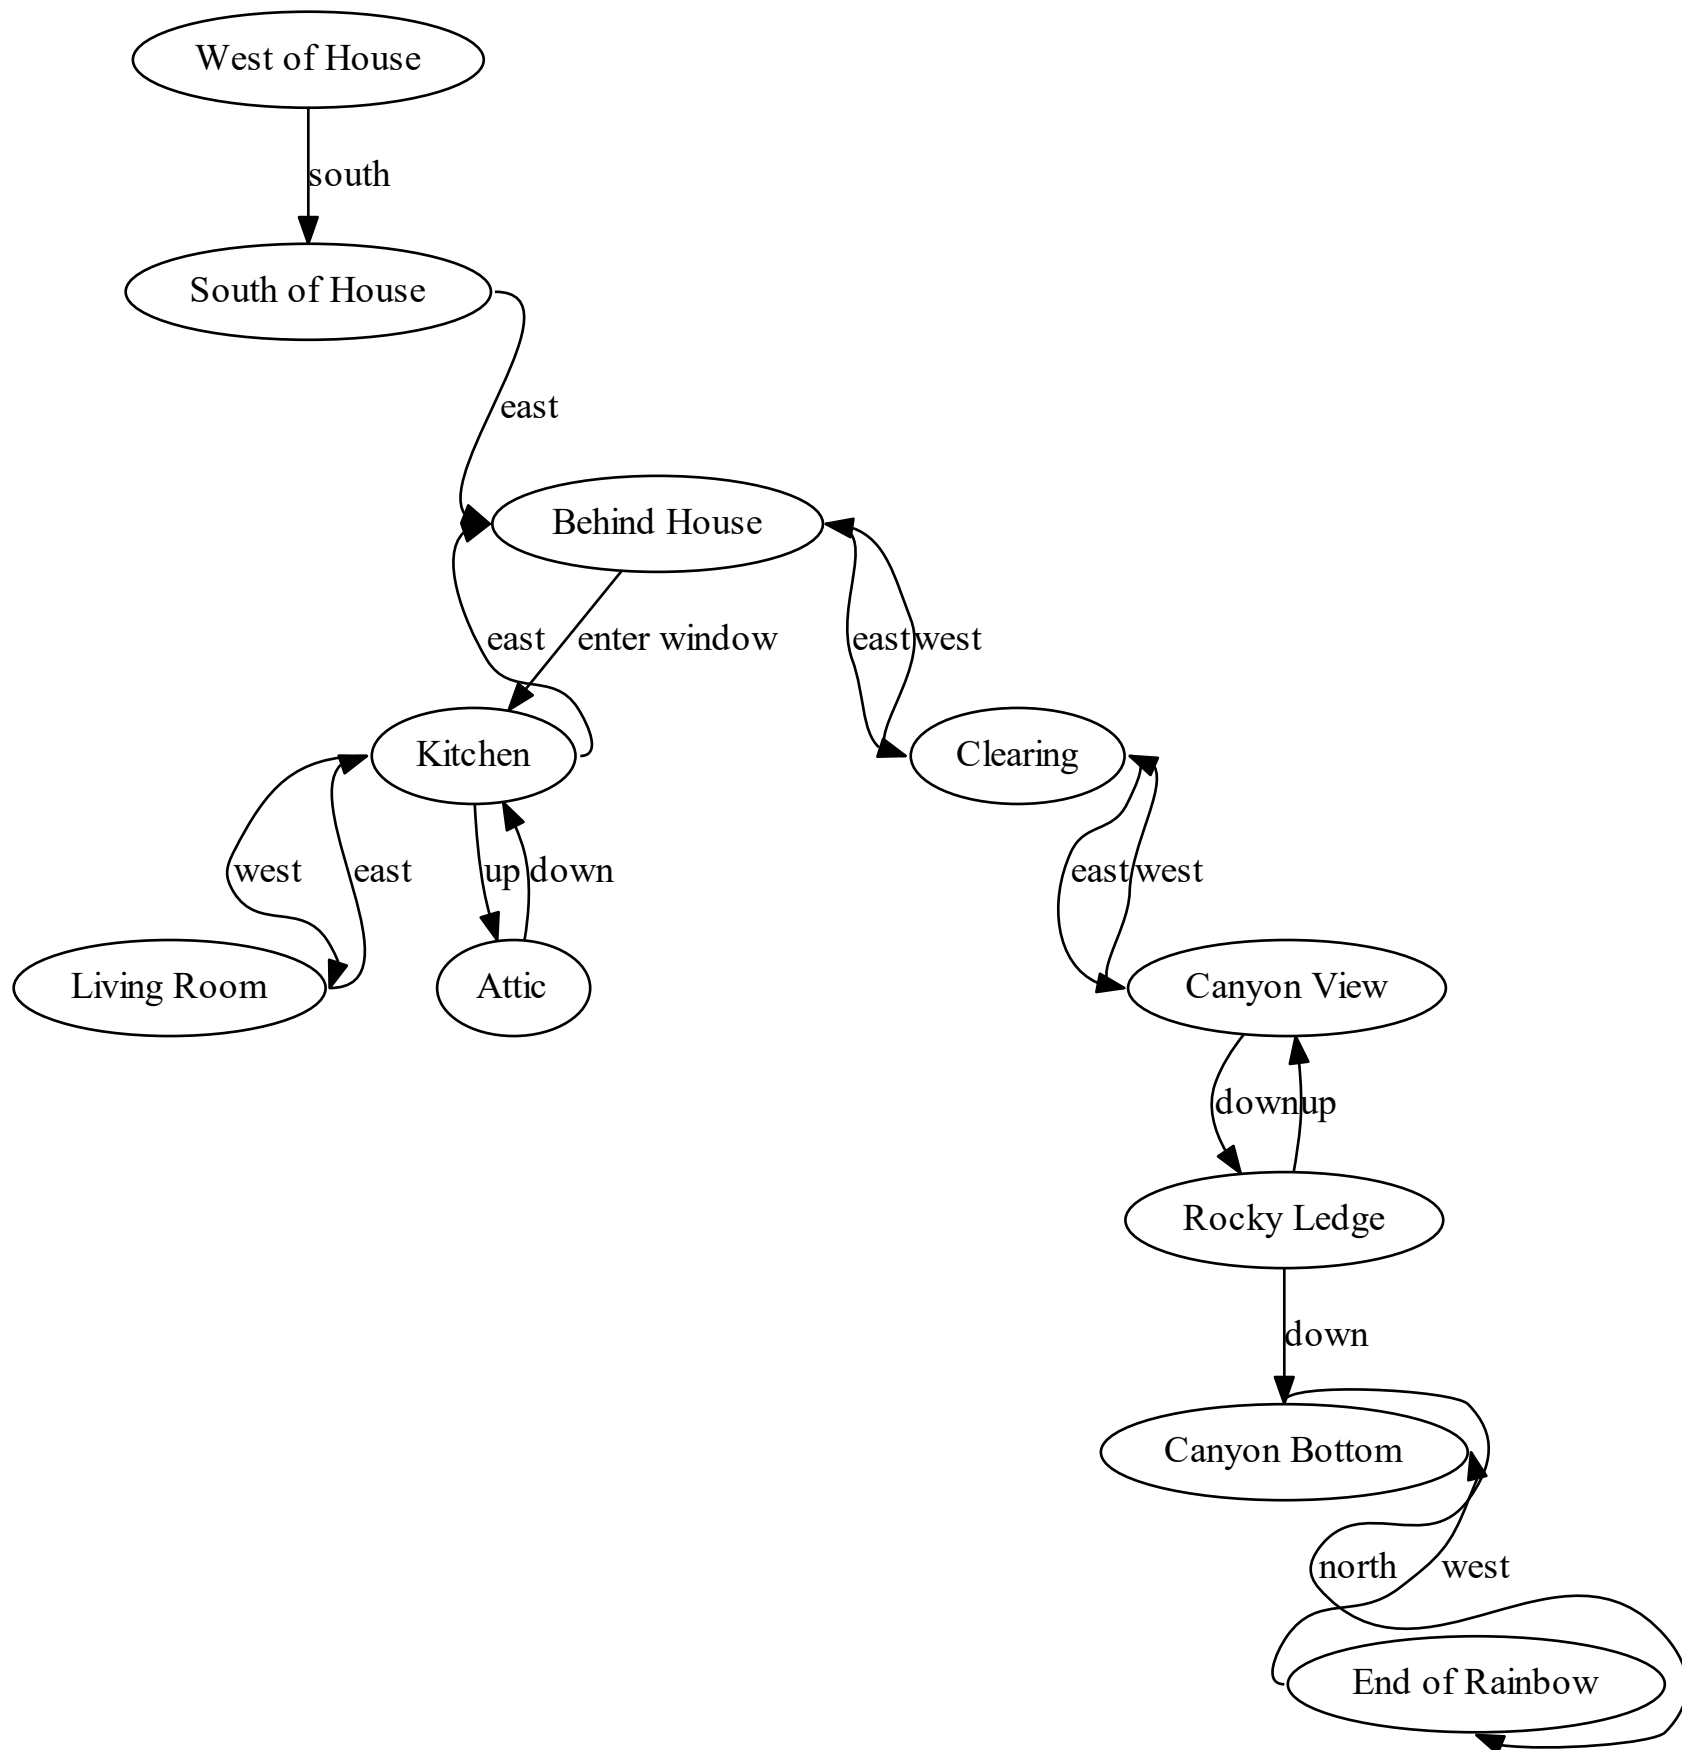 West of House
south
South of House
east
Behind House
east
enter window
east
west
Kitchen
Clearing
west
east
up
down
east
west
Living Room
Attic
Canyon View
down
up
Rocky Ledge
down
Canyon Bottom
north
west
End of Rainbow